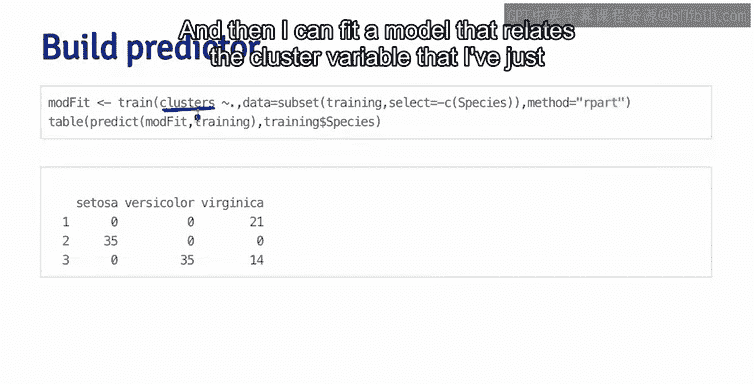 And then I can fit a model that relates
the cluster variable that I've just
Build predictor
modFit <- train(clusters ~.,data=subset(training,select=-c(Species)),method="rpart")
table(predict(modFit,training),training$Species)
setosa versicolor virginica
1 0 0 21
2 35 0 0
3 0 35 14